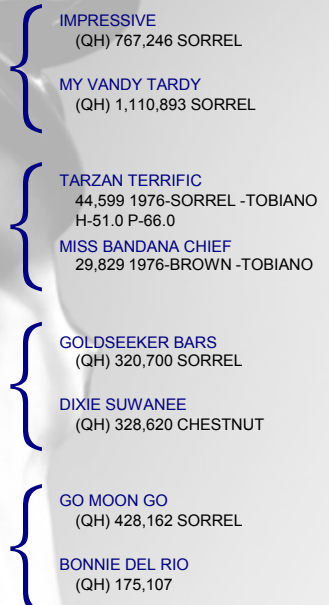 IMPRESSIVE
(QH) 767,246 SORREL
MY VANDY TARDY
(QH) 1,110,893 SORREL
TARZAN TERRIFIC
44,599 1976-SORREL -TOBIANO
H-51.0 P-66.0
MISS BANDANA CHIEF
29,829 1976-BROWN -TOBIANO
GOLDSEEKER BARS
(QH) 320,700 SORREL
DIXIE SUWANEE
(QH) 328,620 CHESTNUT
GO MOON GO
(QH) 428,162 SORREL
BONNIE DEL RIO
(QH) 175,107